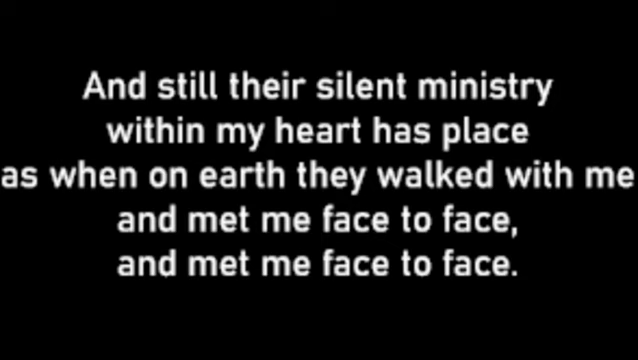 And still their silent ministry
within my heart has place
as when on earth they walked with me
and met me face to face,
and met me face to face.